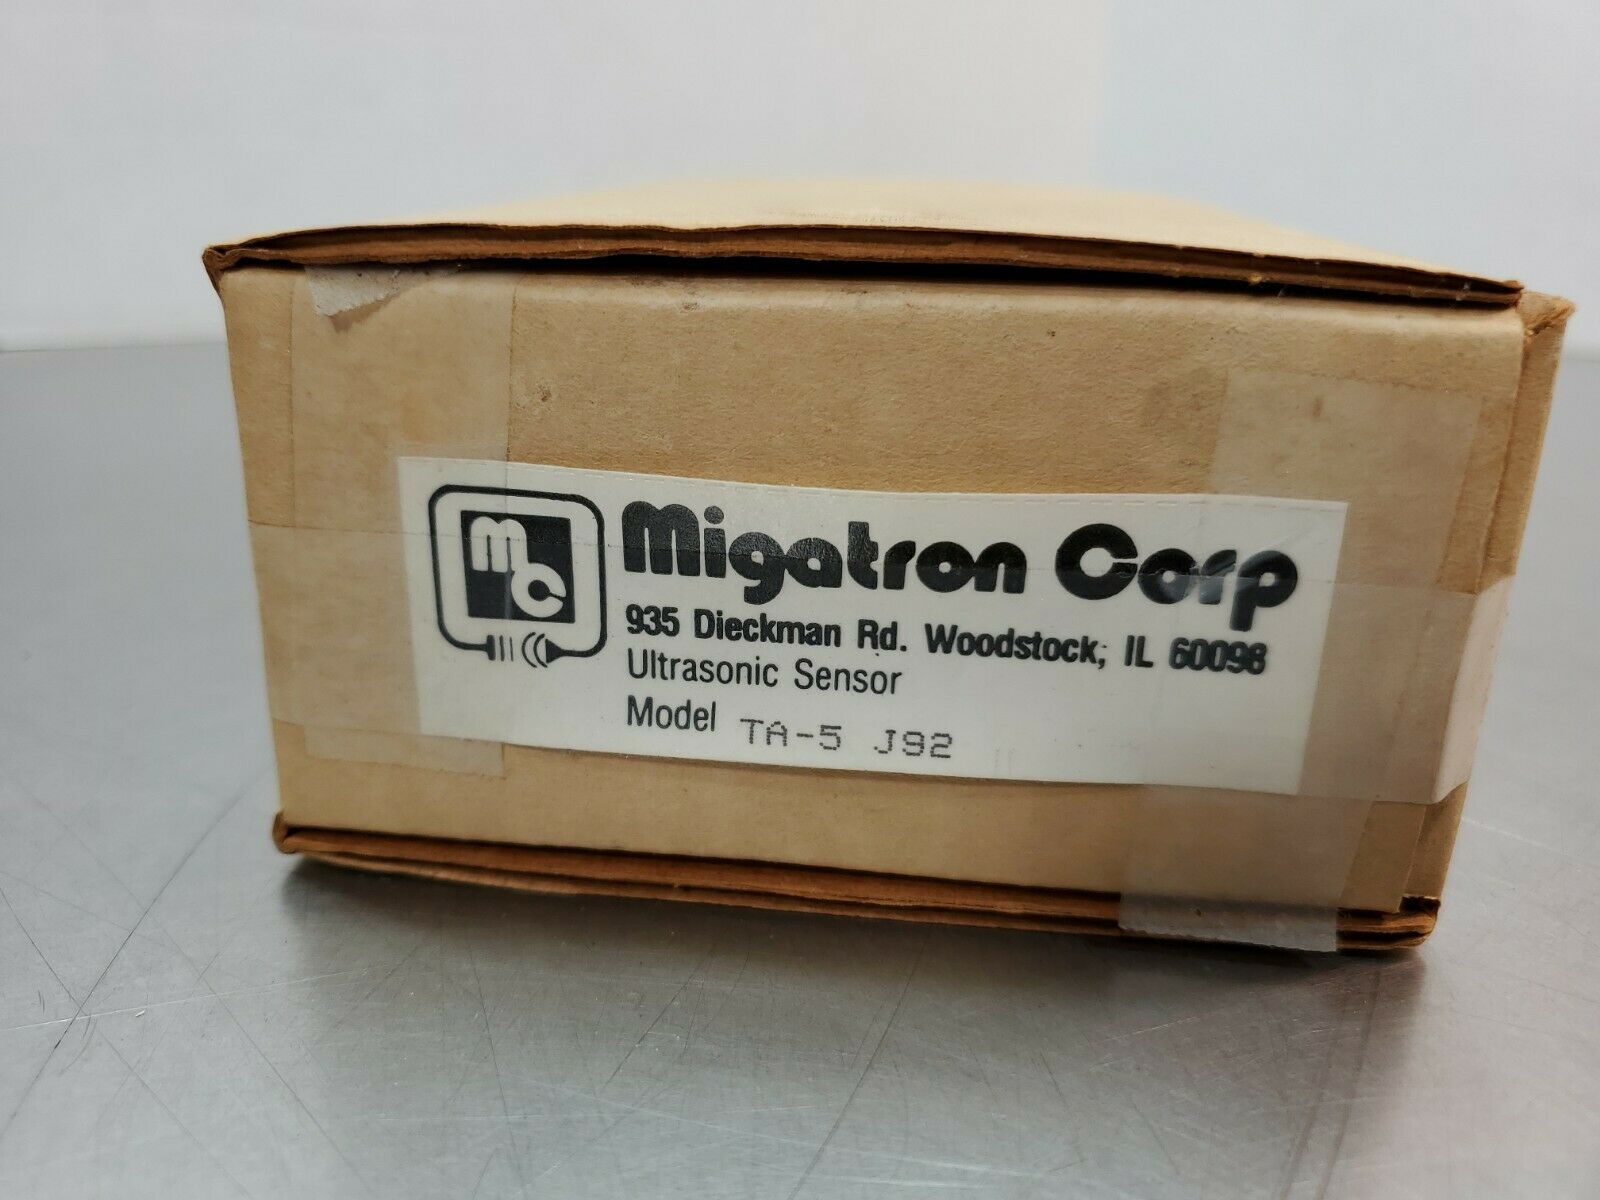 mc
Migatron Corp
935 Dieckman Rd. Woodstock, IL 60098
Ultrasonic Sensor
Model TA-5 J92